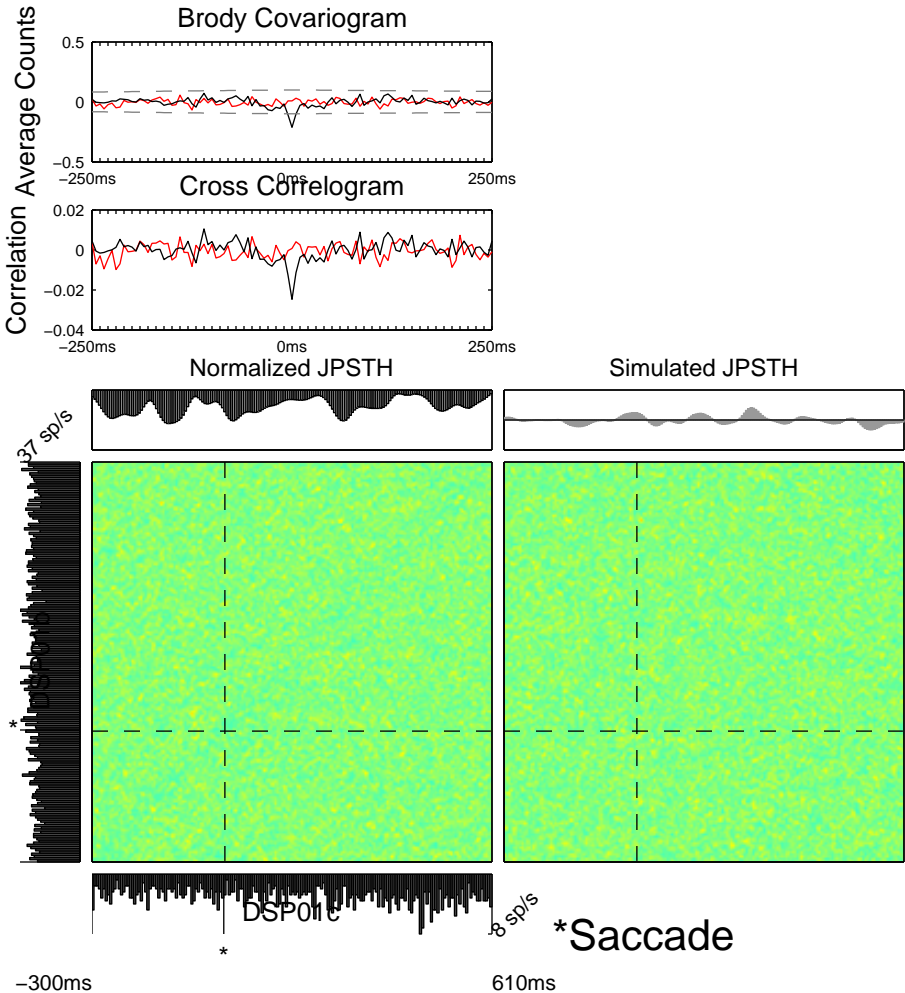 Brody Covariogram
Average Counts
0.5
0
−0.5
−250ms
0ms
250ms
Cross Correlogram
Correlation
0.02
0
−0.02
−0.04
−250ms
0ms
250ms
Normalized JPSTH
Simulated JPSTH
37 sp/s
DSP01b
*
DSP01c
8 sp/s
*
*Saccade
−300ms
610ms